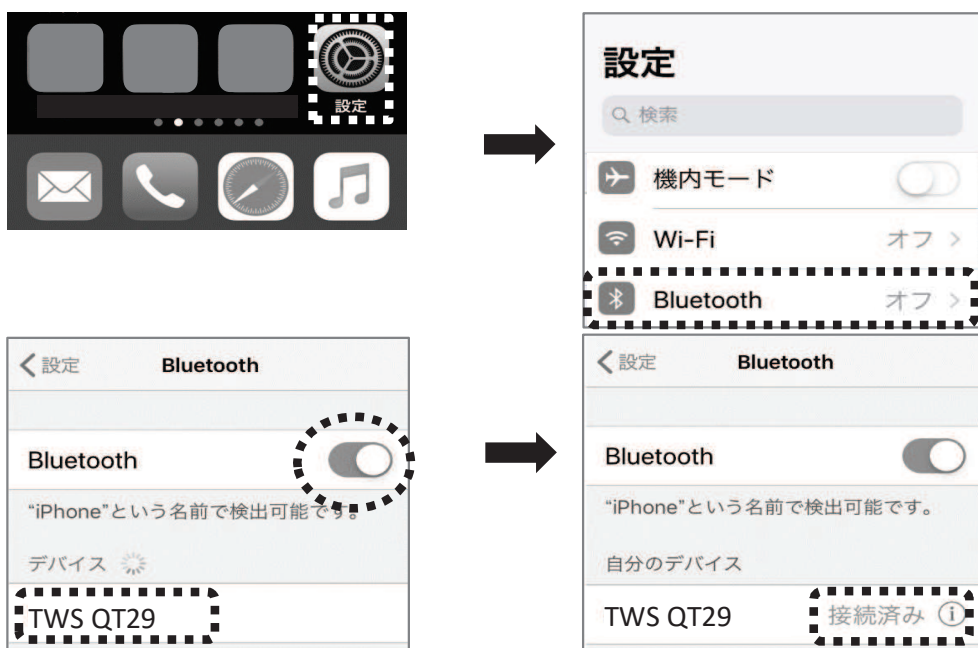 設定
設定
検索
機内モード
Wi-Fi オフ
Bluetooth オフ
設定 Bluetooth
Bluetooth
“iPhone”という名前で検出可能です。
デバイス
TWS QT29
設定 Bluetooth
Bluetooth
“iPhone”という名前で検出可能です。
自分のデバイス
TWS QT29 接続済み